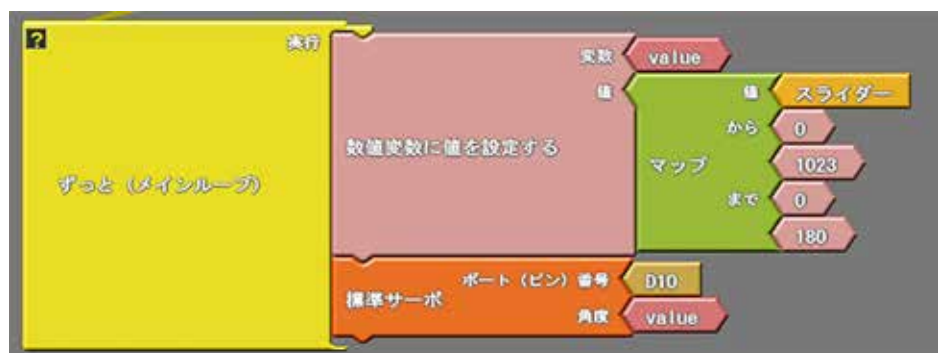 ?
実行
変数
value
値
数値変数に値を設定する
マップ
値
スライダー
から
0
1023
まで
0
180
ずっと（メインループ）
標準サーボ
ポート（ピン）番号
D10
角度
value